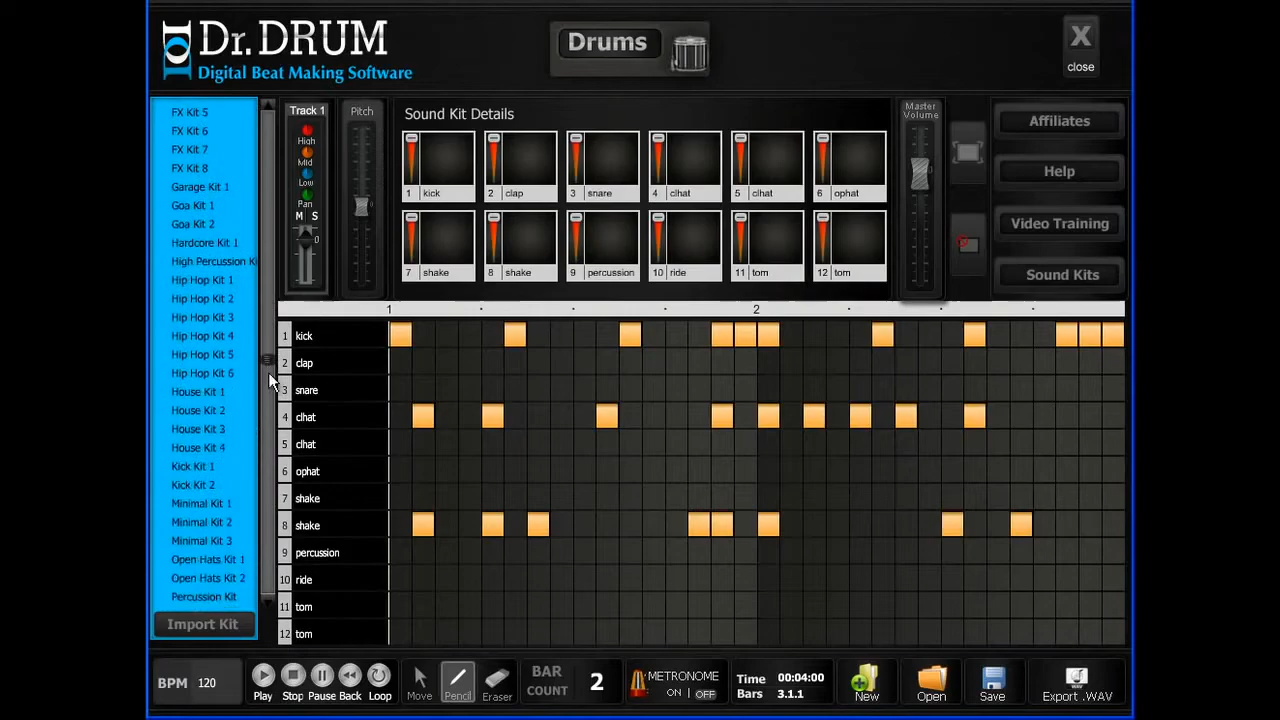 Dr.DRUM
Digital Beat Making Software
Drums
X
close
FX Kit 5
FX Kit 6
FX Kit 7
FX Kit 8
Garage Kit 1
Goa Kit 1
Goa Kit 2
Hardcore Kit 1
High Percussion Ki
Hip Hop Kit 1
Hip Hop Kit 2
Hip Hop Kit 3
Hip Hop Kit 4
Hip Hop Kit 5
Hip Hop Kit 6
House Kit 1
House Kit 2
House Kit 3
House Kit 4
Kick Kit 1
Kick Kit 2
Minimal Kit 1
Minimal Kit 2
Minimal Kit 3
Open Hats Kit 1
Open Hats Kit 2
Percussion Kit
Import Kit
Track 1
High
Mid
Low
Pan
M S
0
Pitch
0
Sound Kit Details
1 kick
2 clap
3 snare
4 clhat
5 clhat
6 ophat
7 shake
8 shake
9 percussion
10 ride
11 tom
12 tom
Master
Volume
Affiliates
Help
Video Training
Sound Kits
1 2
1 kick
2 clap
3 snare
4 clhat
5 clhat
6 ophat
7 shake
8 shake
9 percussion
10 ride
11 tom
12 tom
BPM 120
Play Stop Pause Back Loop
Move Pencil Eraser
BAR
COUNT
2
METRONOME
ON | OFF
Time 00:04:00
Bars 3.1.1
New
Open
Save
WAV
Export .WAV